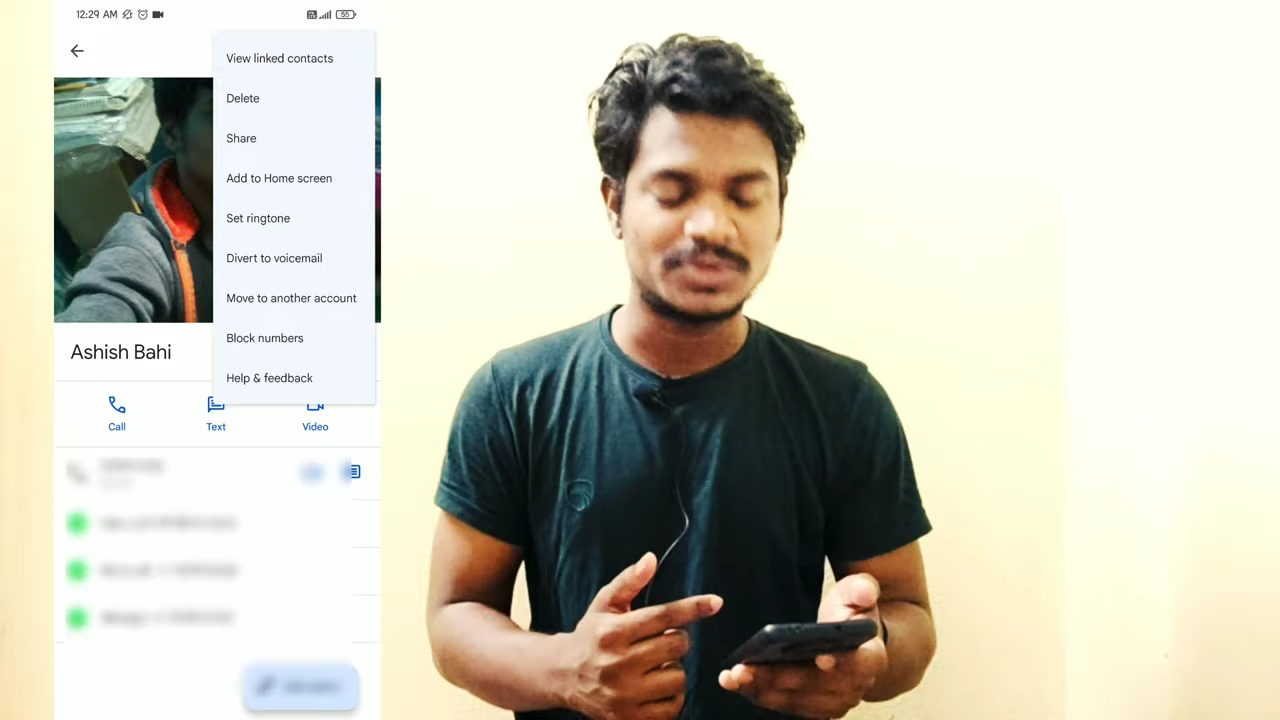 12:29 AM
55
View linked contacts
Delete
Share
Add to Home screen
Set ringtone
Divert to voicemail
Move to another account
Block numbers
Help & feedback
Ashish Bahi
Call
Text
Video